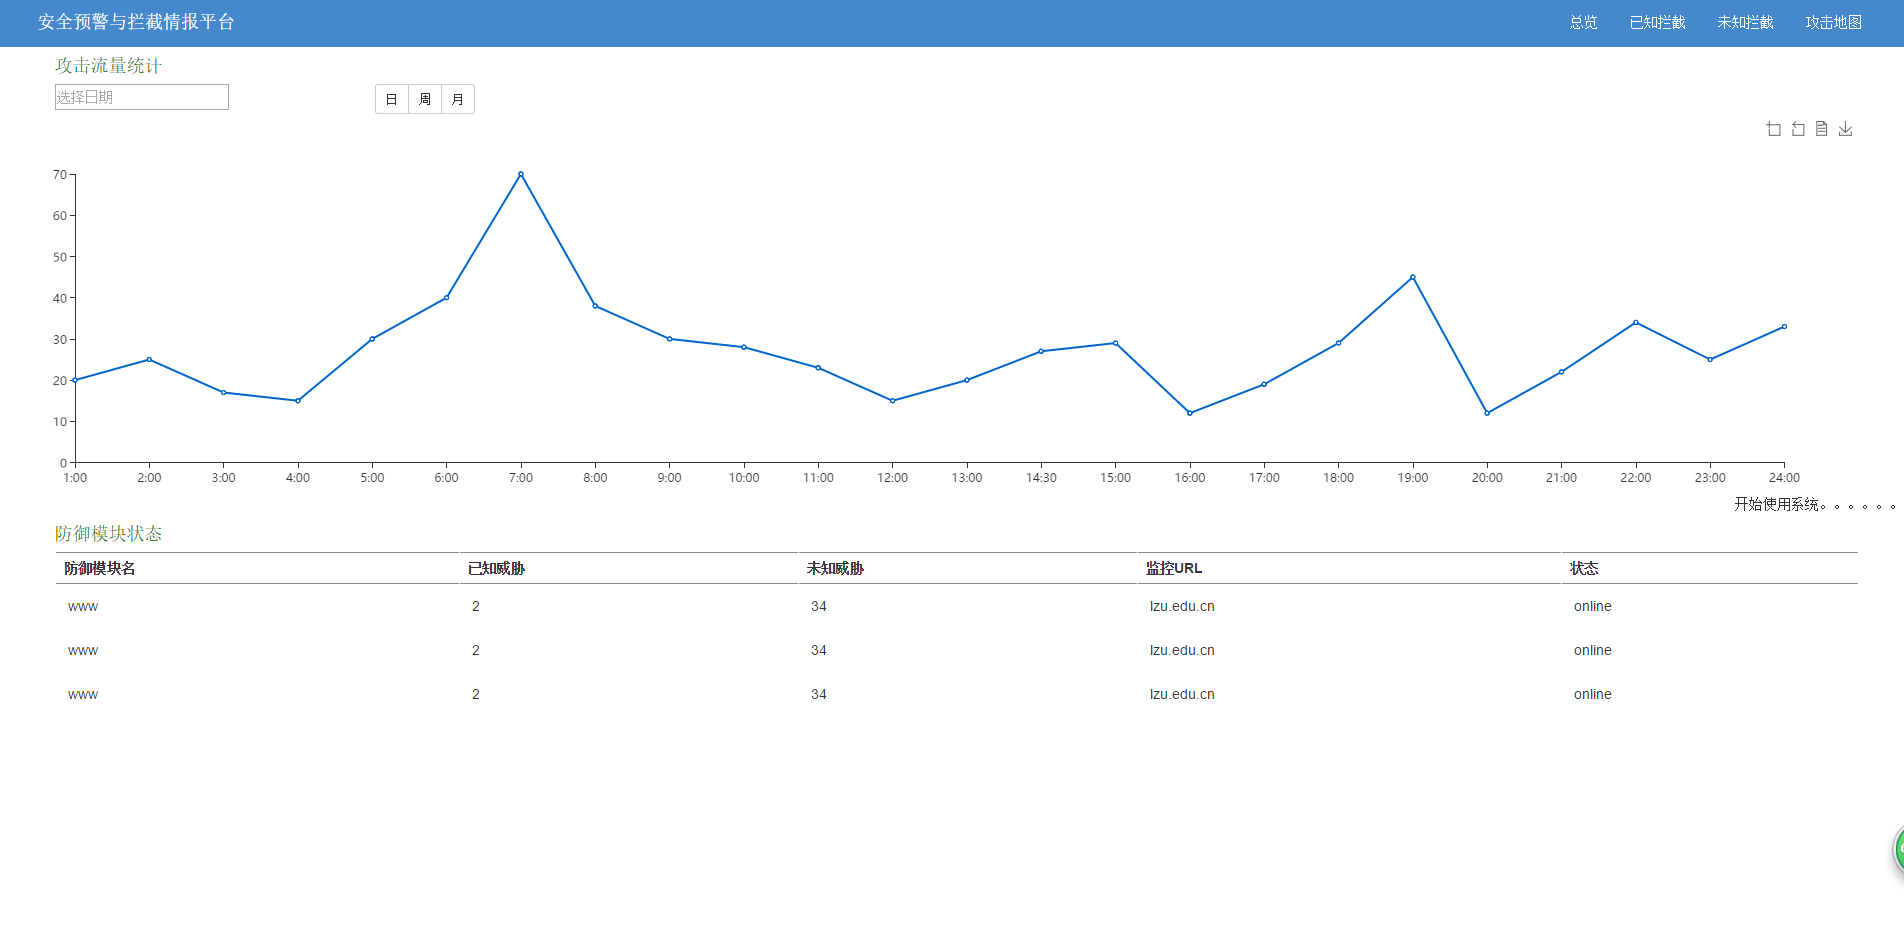 安全预警与拦截情报平台 总览 已知拦截 未知拦截 攻击地图
攻击流量统计
选择日期 日 周 月
70
60
50
40
30
20
10
0
1:00 2:00 3:00 4:00 5:00 6:00 7:00 8:00 9:00 10:00 11:00 12:00 13:00 14:30 15:00 16:00 17:00 18:00 19:00 20:00 21:00 22:00 23:00 24:00
开始使用系统。。。。。。
防御模块状态
防御模块名 已知威胁 未知威胁 监控URL 状态
www 2 34 lzu.edu.cn online
www 2 34 lzu.edu.cn online
www 2 34 lzu.edu.cn online